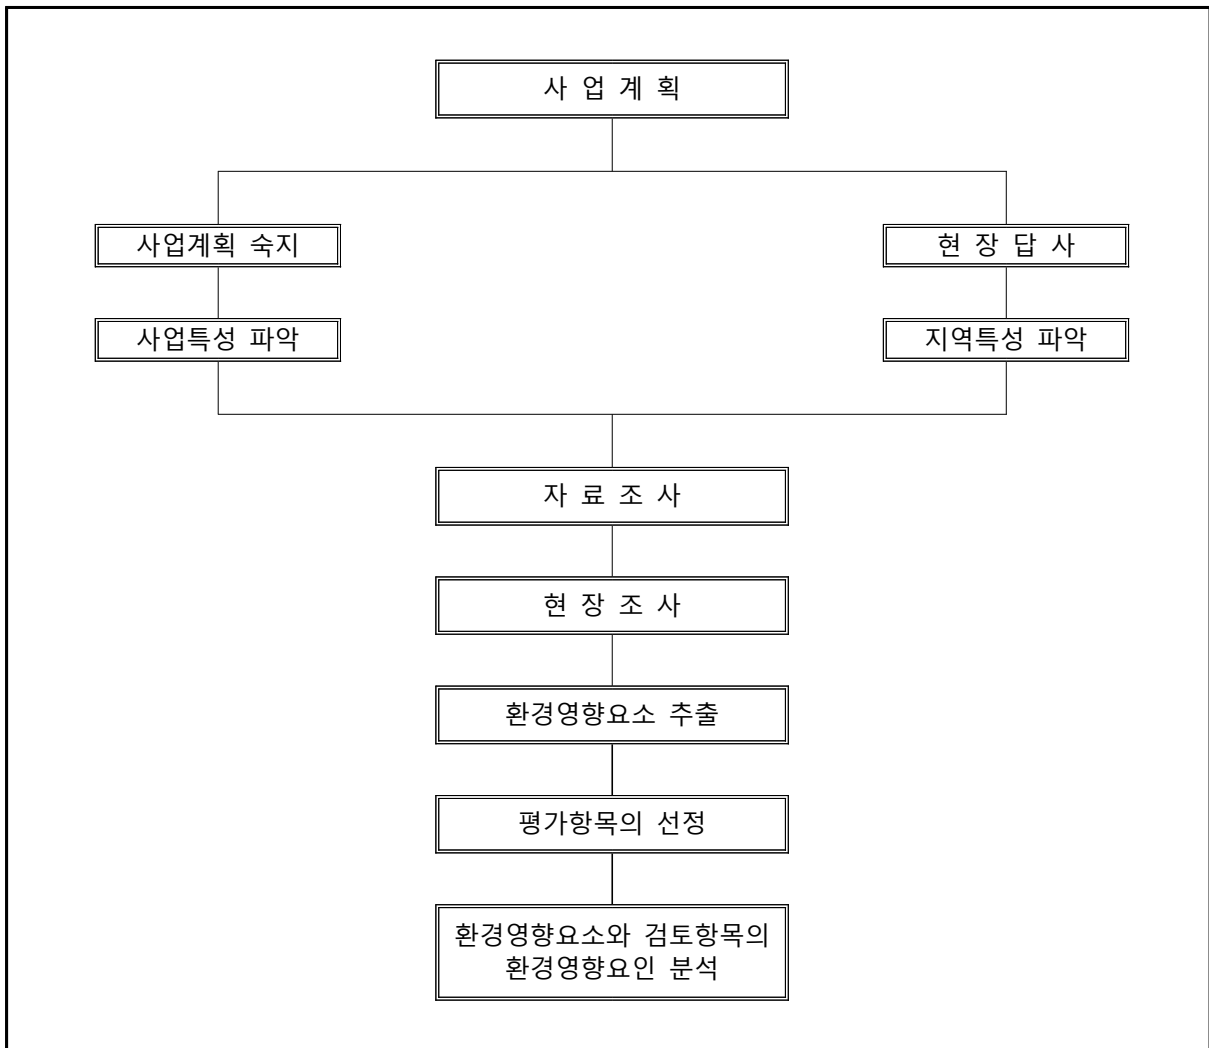 사 업 계 획
사업계획 숙지
현 장 답 사
사업특성 파악
지역특성 파악
자 료 조 사
현 장 조 사
환경영향요소 추출
평가항목의 선정
환경영향요소와 검토항목의
환경영향요인 분석